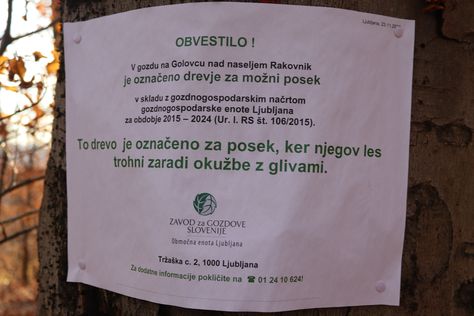 Ljubljana, 23.11.
OBVESTILO !
V gozdu na Golovcu nad naseljem Rakovnik
je označeno drevje za možni posek
v skladu z gozdnogospodarskim načrtom
gozdnogospodarske enote Ljubljana
za obdobje 2015 – 2024 (Ur. l. RS št. 106/2015).
To drevo je označeno za posek, ker njegov les
trohni zaradi okužbe z glivami.
ZAVOD za GOZDOVE
SLOVENIJE
Območna enota Ljubljana
Tržaška c. 2, 1000 Ljubljana
Za dodatne informacije pokličite na ☎ 01 24 10 624!